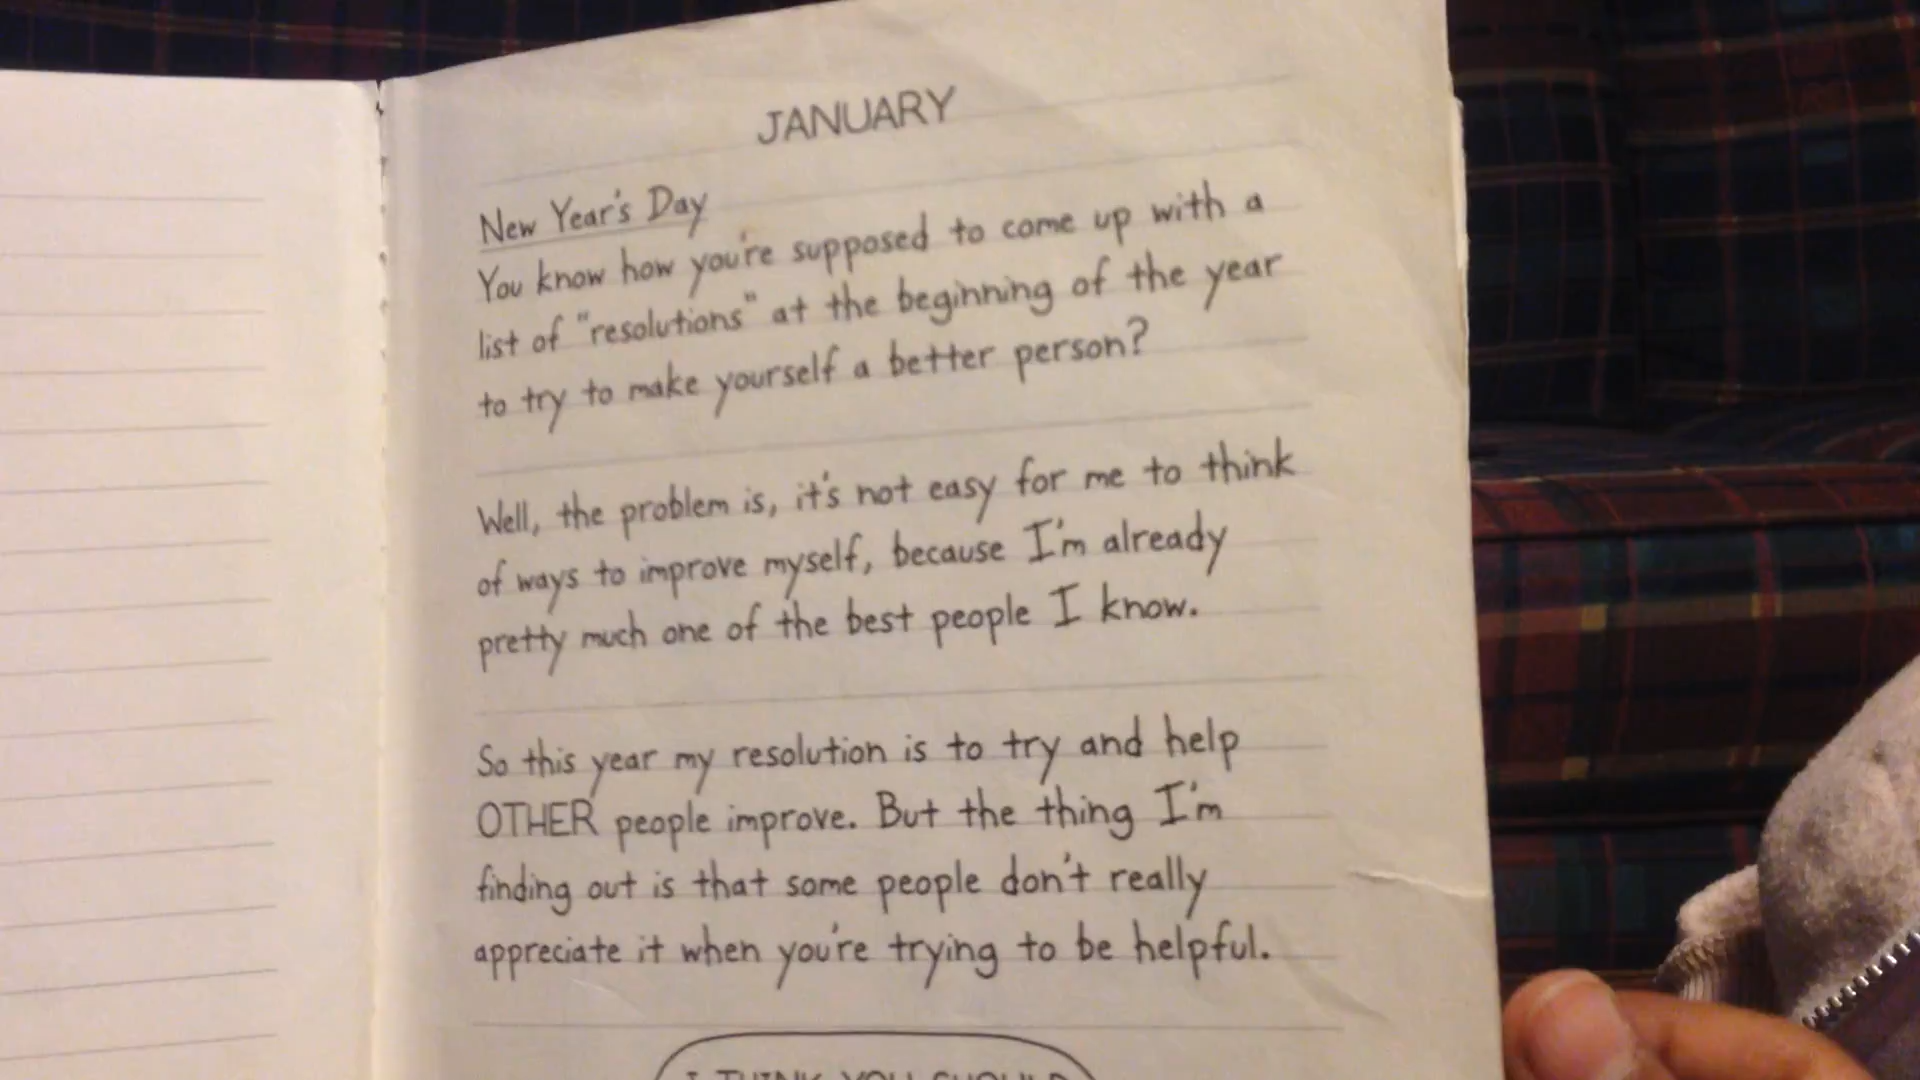 JANUARY
New Year's Day
You know how you're supposed to come up with a
list of "resolutions" at the beginning of the year
to try to make yourself a better person?
Well, the problem is, it's not easy for me to think
of ways to improve myself, because I'm already
pretty much one of the best people I know.
So this year my resolution is to try and help
OTHER people improve. But the thing I'm
finding out is that some people don't really
appreciate it when you're trying to be helpful.
I THINK YOU SHOULD